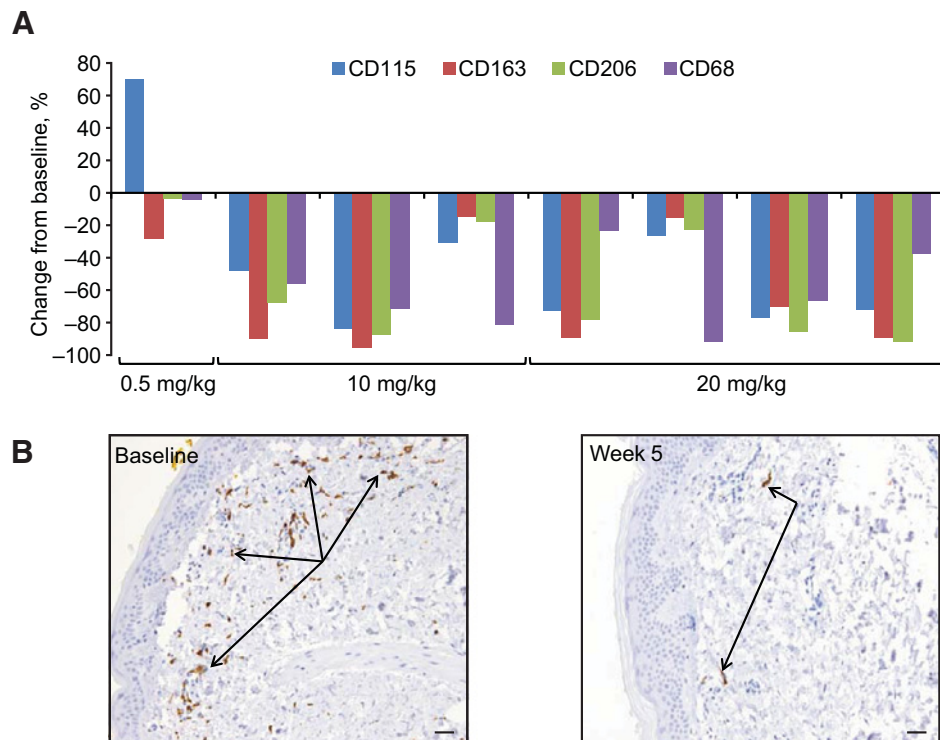 A
CD115 CD163 CD206 CD68
Change from baseline, %
80
60
40
20
0
–20
–40
–60
–80
–100
0.5 mg/kg 10 mg/kg 20 mg/kg
B
Baseline
Week 5